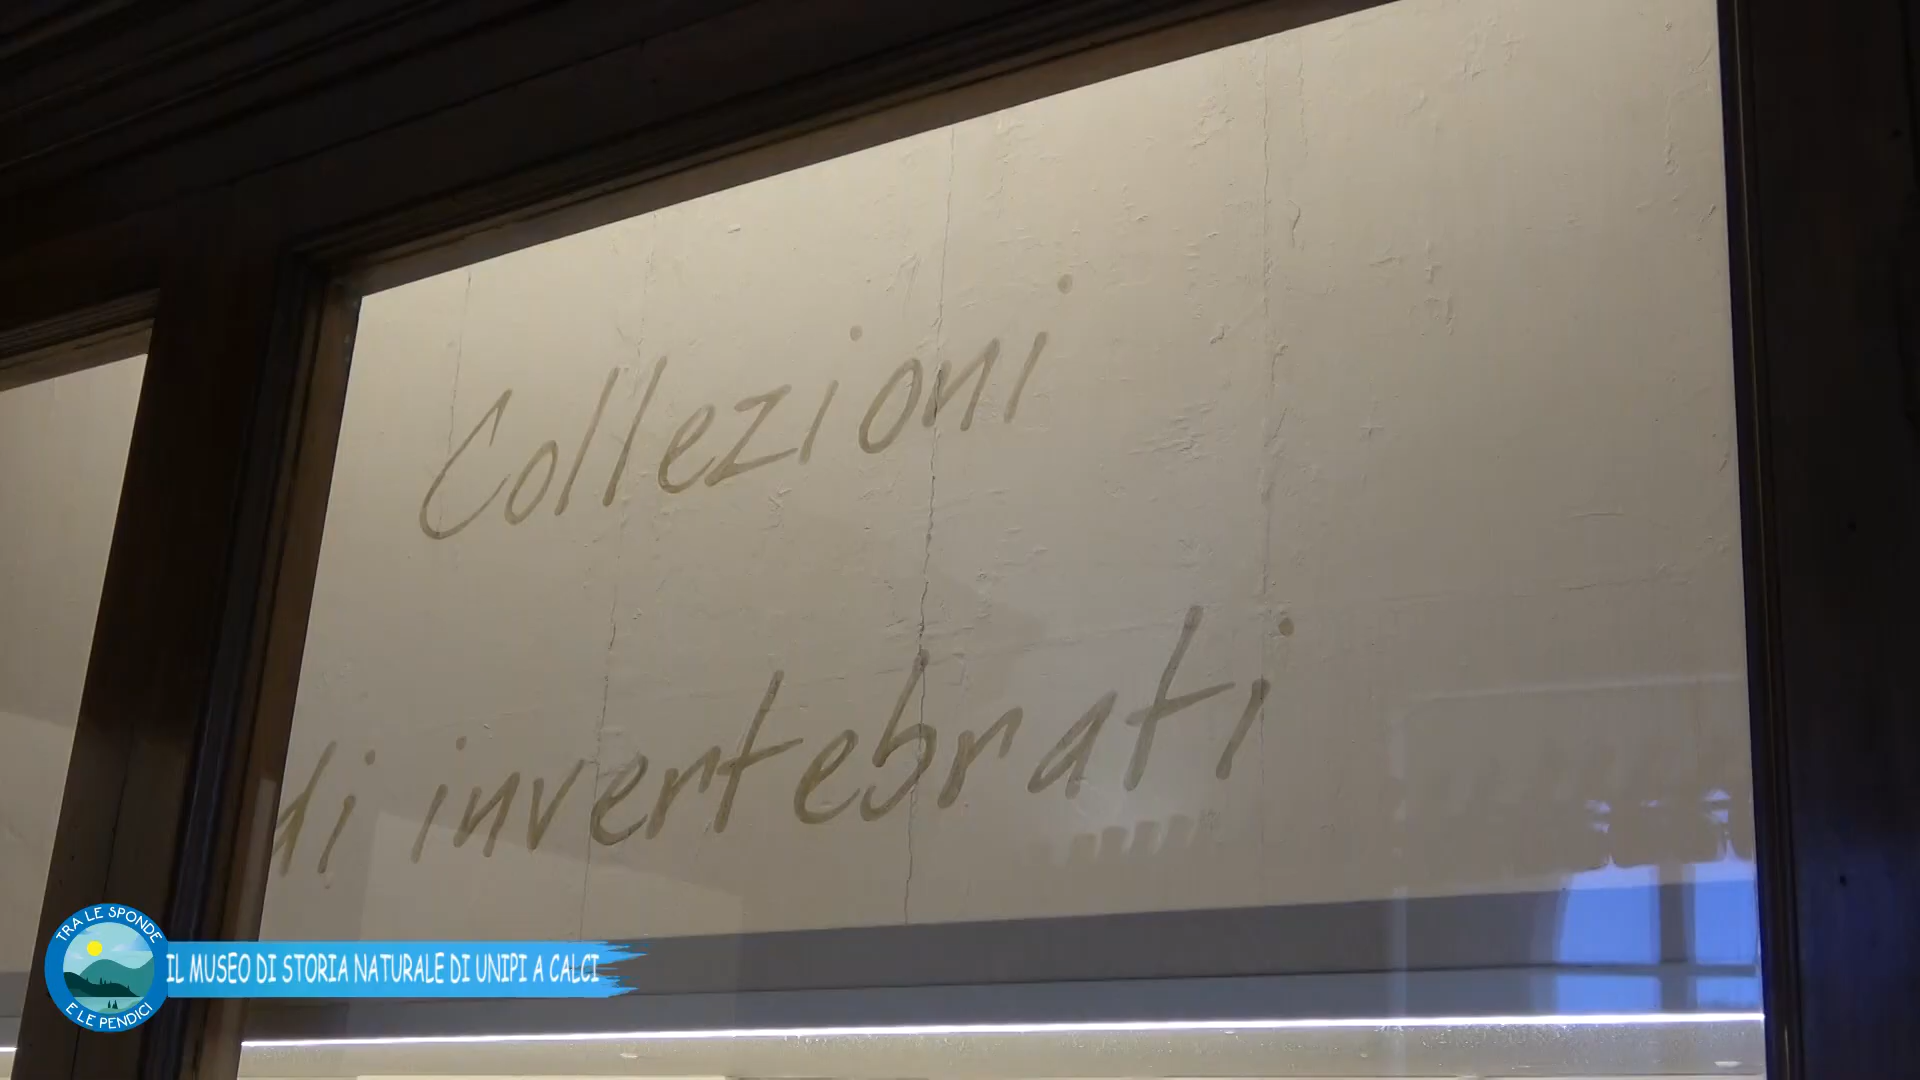 Collezioni
di invertebrati
TRA LE SPONDE
E LE PENDICI
IL MUSEO DI STORIA NATURALE DI UNIPI A CALCI